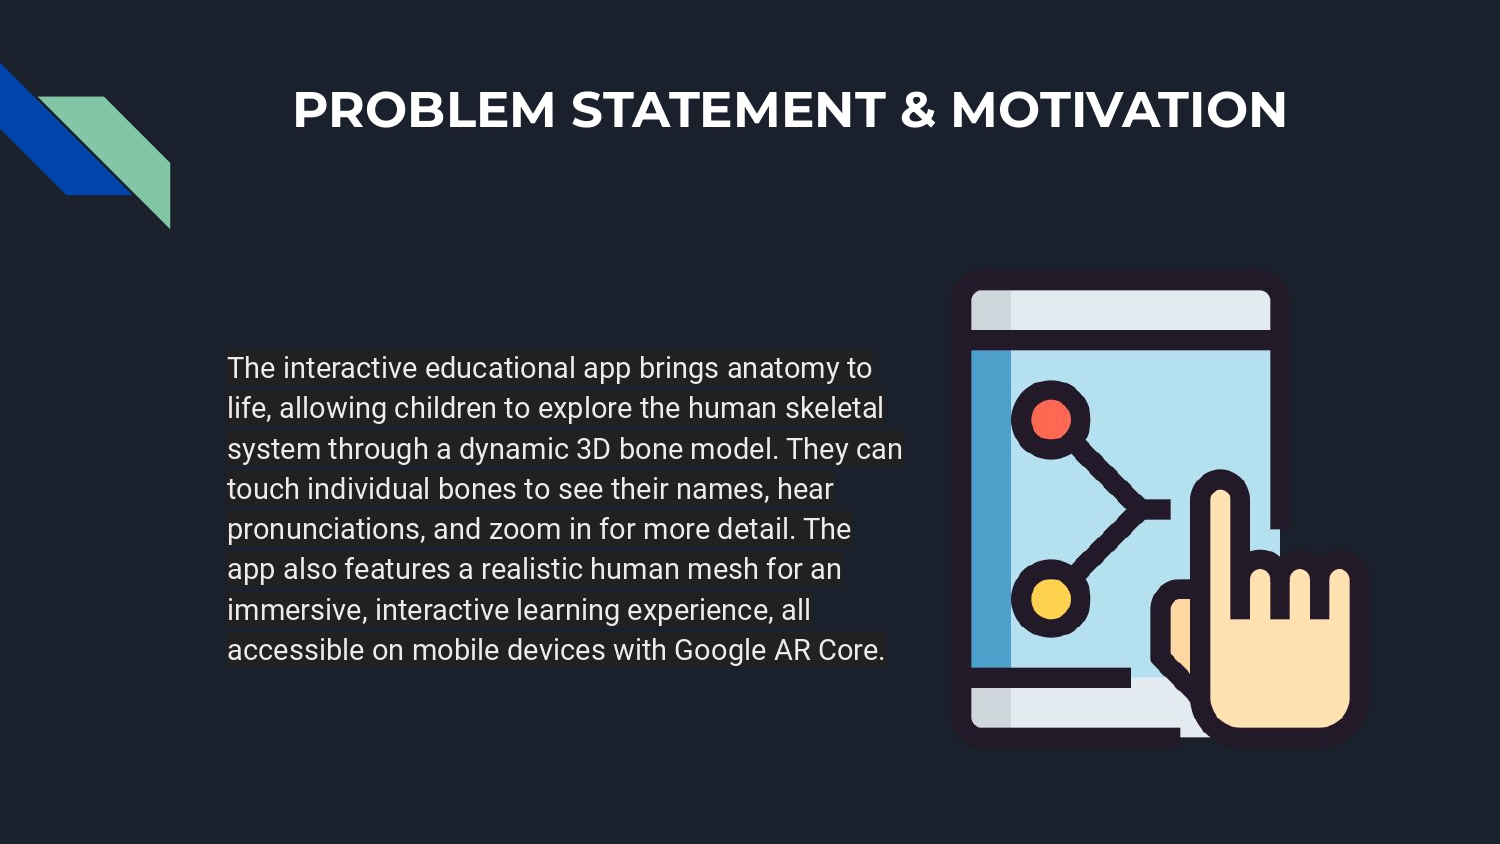 PROBLEM STATEMENT & MOTIVATION
The interactive educational app brings anatomy to
life, allowing children to explore the human skeletal
system through a dynamic 3D bone model. They can
touch individual bones to see their names, hear
pronunciations, and zoom in for more detail. The
app also features a realistic human mesh for an
immersive, interactive learning experience, all
accessible on mobile devices with Google AR Core.